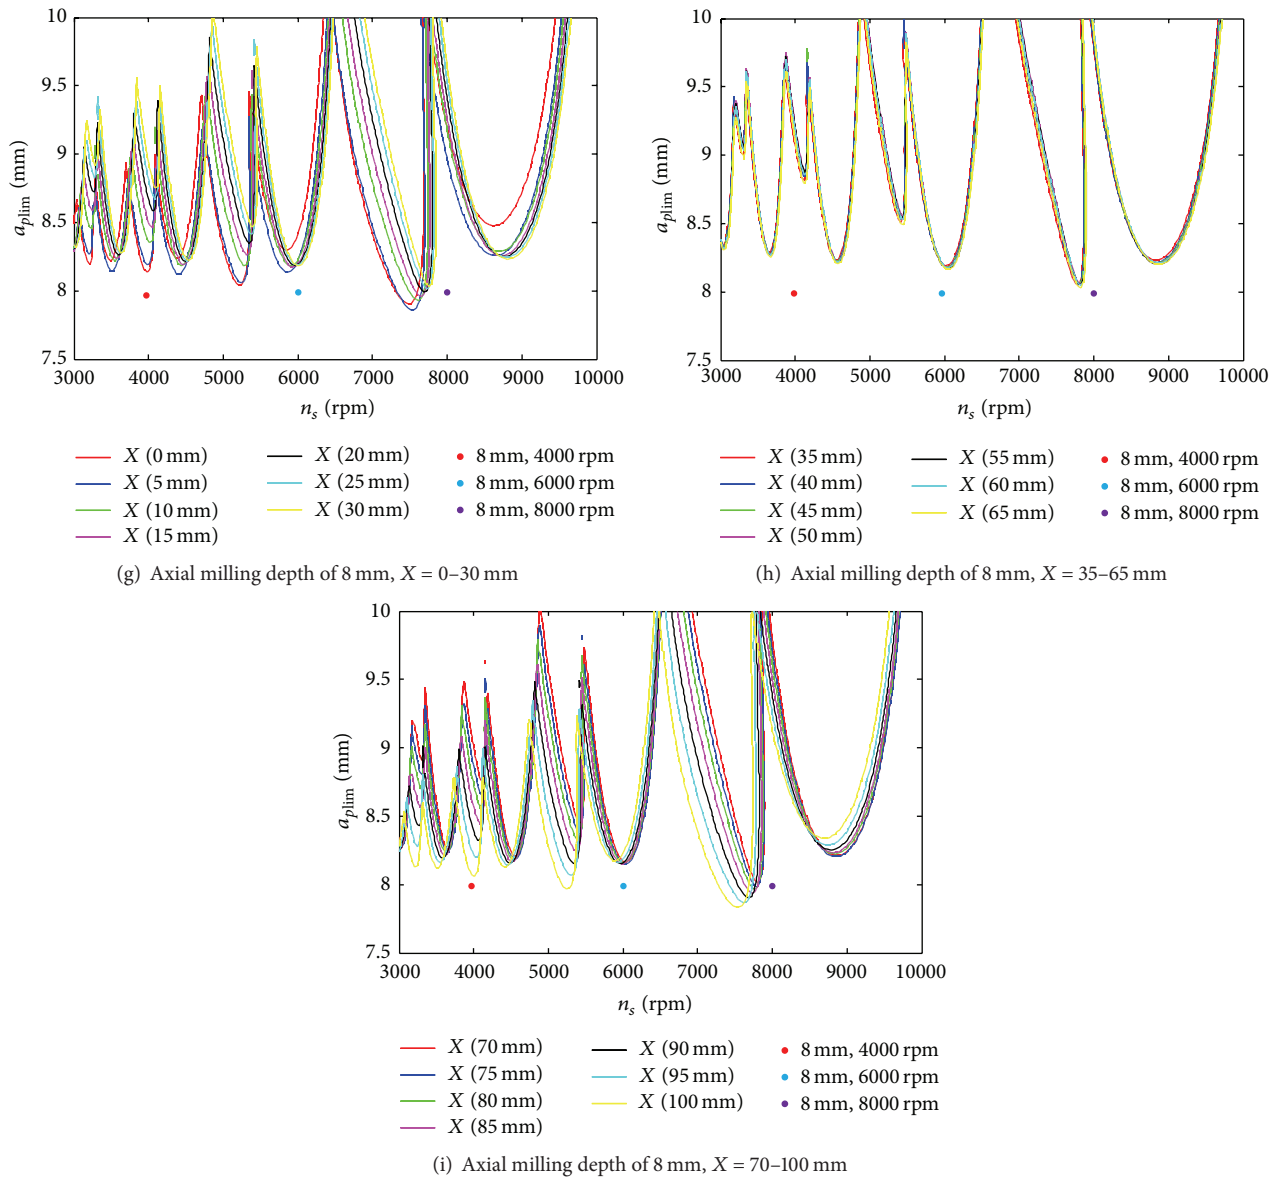 10
9.5
9
8.5
8
7.5
a_plim (mm)
3000 4000 5000 6000 7000 8000 9000 10000
n_s (rpm)
X (0 mm)
X (5 mm)
X (10 mm)
X (15 mm)
X (20 mm)
X (25 mm)
X (30 mm)
8 mm, 4000 rpm
8 mm, 6000 rpm
8 mm, 8000 rpm
(g) Axial milling depth of 8 mm, X = 0–30 mm
10
9.5
9
8.5
8
7.5
a_plim (mm)
3000 4000 5000 6000 7000 8000 9000 10000
n_s (rpm)
X (35 mm)
X (40 mm)
X (45 mm)
X (50 mm)
X (55 mm)
X (60 mm)
X (65 mm)
8 mm, 4000 rpm
8 mm, 6000 rpm
8 mm, 8000 rpm
(h) Axial milling depth of 8 mm, X = 35–65 mm
10
9.5
9
8.5
8
7.5
a_plim (mm)
3000 4000 5000 6000 7000 8000 9000 10000
n_s (rpm)
X (70 mm)
X (75 mm)
X (80 mm)
X (85 mm)
X (90 mm)
X (95 mm)
X (100 mm)
8 mm, 4000 rpm
8 mm, 6000 rpm
8 mm, 8000 rpm
(i) Axial milling depth of 8 mm, X = 70–100 mm